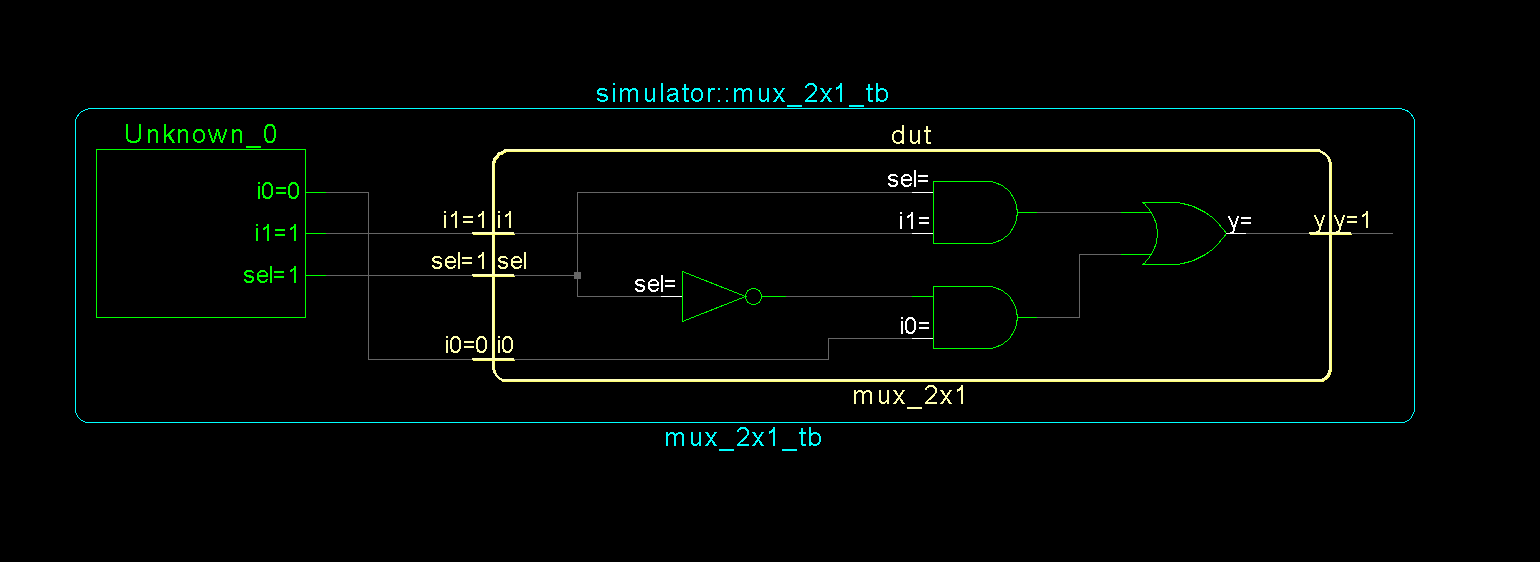 simulator::mux_2x1_tb
Unknown_0
dut
i0=0
i1=1
sel=1
i1=1 i1
sel=1 sel
i0=0 i0
sel=
i1=
sel=
i0=
y=
y y=1
mux_2x1
mux_2x1_tb